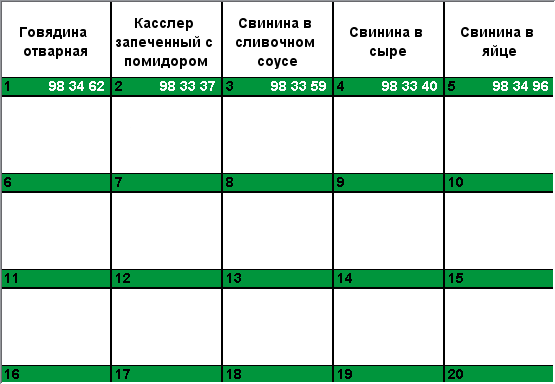 Говядина
отварная
Касслер
запеченный с
помидором
Свинина в
сливочном
соусе
Свинина в
сыре
Свинина в
яйце
1 98 34 62 2 98 33 37 3 98 33 59 4 98 33 40 5 98 34 96
6 7 8 9 10
11 12 13 14 15
16 17 18 19 20